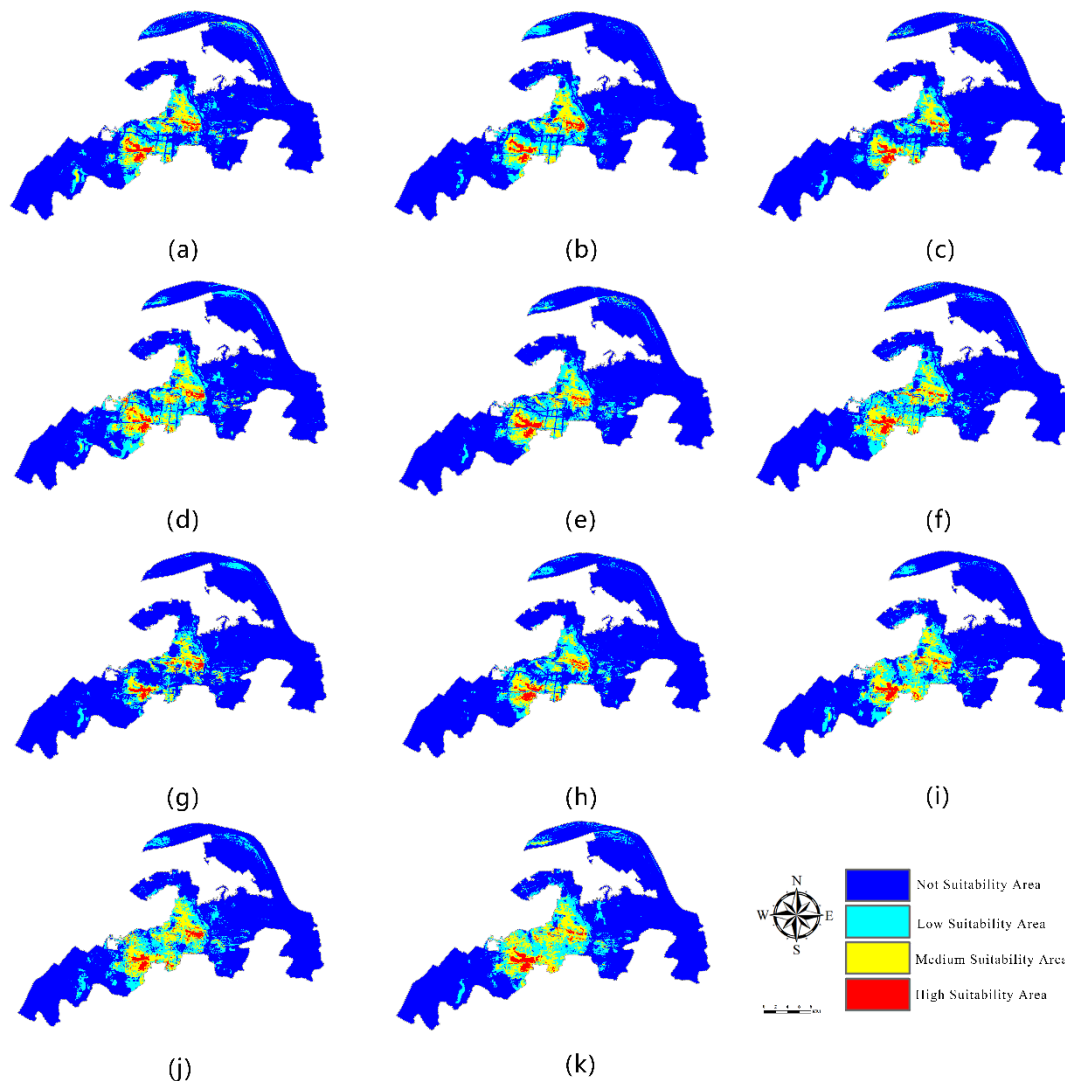 (a)
(b)
(c)
(d)
(e)
(f)
(g)
(h)
(i)
(j)
(k)
N
W E
S
Not Suitability Area
Low Suitability Area
Medium Suitability Area
High Suitability Area